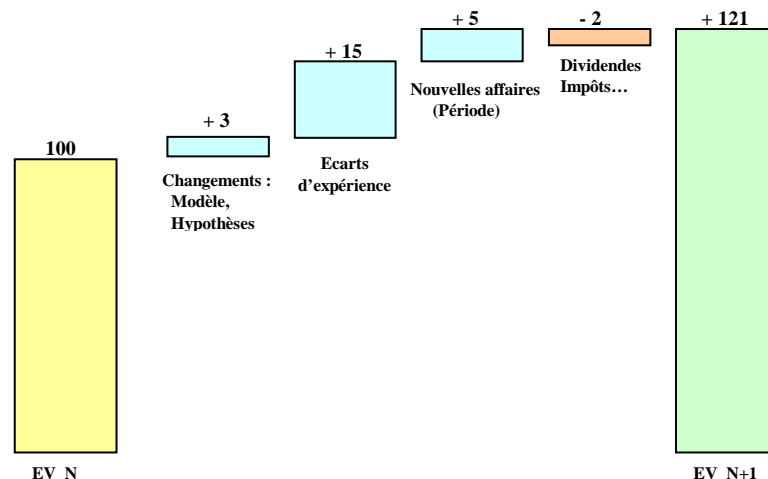 100
+ 3
Changements :
Modèle,
Hypothèses
+ 15
Ecarts
d'expérience
+ 5
Nouvelles affaires
(Période)
- 2
Dividendes
Impôts…
+ 121
EV N
EV N+1